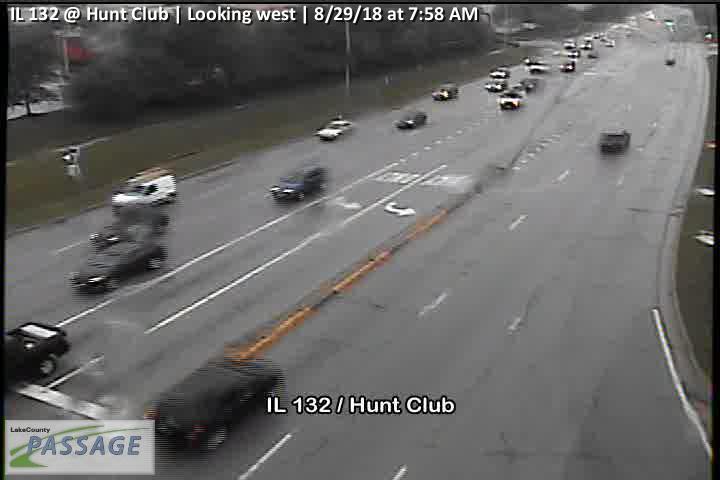 IL 132 @ Hunt Club | Looking west | 8/29/18 at 7:58 AM
IL 132 / Hunt Club
LakeCounty
PASSAGE